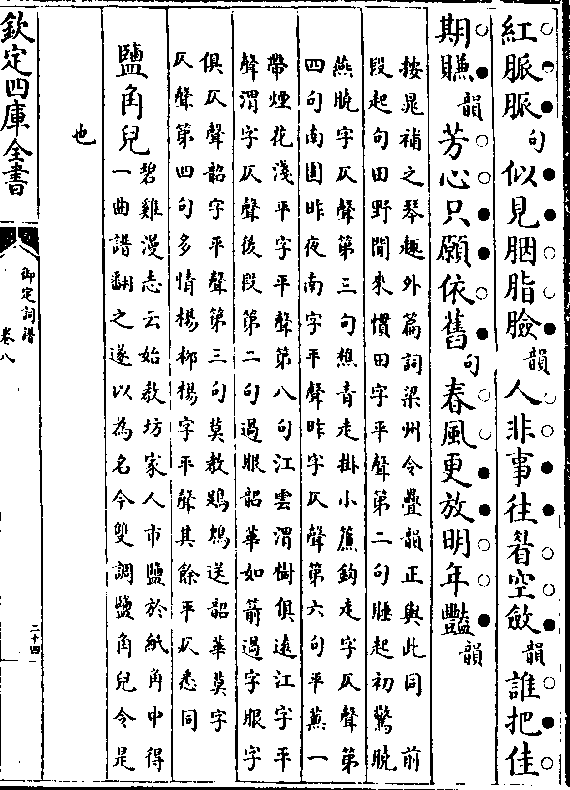 紅脈脈句似見胭脂臉韻人非事往眉空斂韻誰把佳
期賺韻芳心只願依舊句春風更放明年豔韻
按晁補之琴趣外篇詞梁州令疊韻正與此同　前
段起句田野閒來慣田字平聲第二句睡起初驚曉
燕曉字仄聲第三句樵青走掛小簾鈎走字仄聲第
四句南園昨夜南字平聲昨字仄聲第六句平蕪一
帶煙花淺平字平聲第八句江雲渭樹俱遠江字平
聲渭字仄聲後段第二句過眼韶華如箭過字眼字
俱仄聲韶字平聲第三句莫教鶗鴂送韶華莫字
仄聲第四句多情楊柳楊字平聲其餘平仄悉同
鹽角兒碧雞漫志云始教坊家人市鹽於紙角中得
一曲譜翻之遂以為名今雙調鹽角兒令是
也
欽定四庫全書
御定詞譜
卷八
二十四